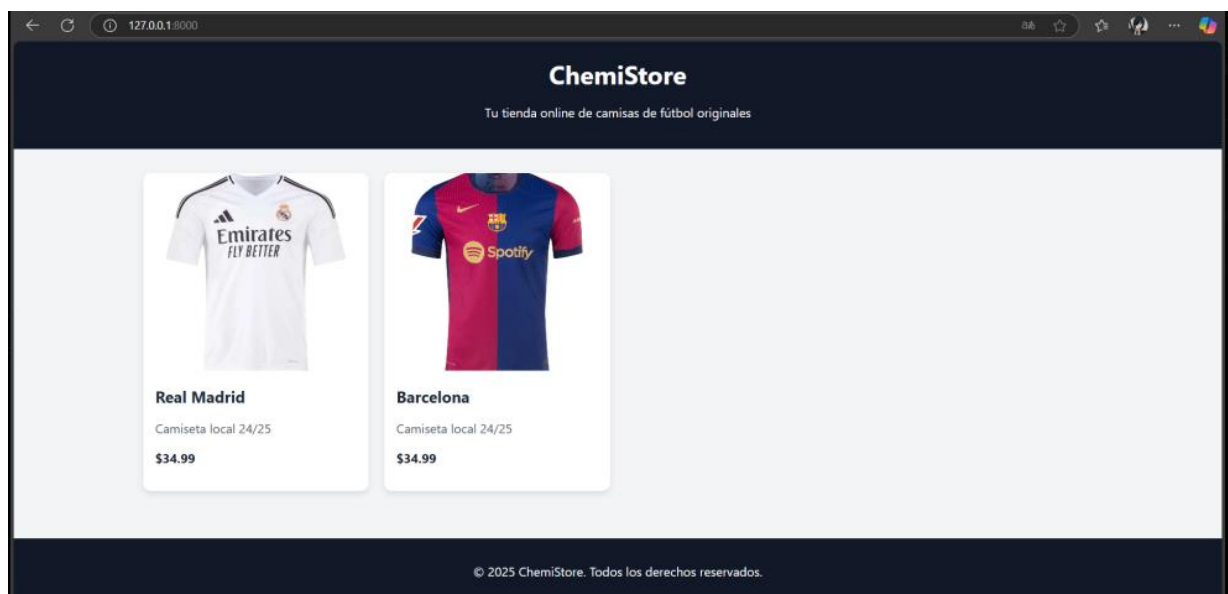 127.0.0.1:8000
ChemiStore
Tu tienda online de camisas de fútbol originales
Emirates
FLY BETTER
Spotify
Real Madrid
Barcelona
Camiseta local 24/25
Camiseta local 24/25
$34.99
$34.99
© 2025 ChemiStore. Todos los derechos reservados.